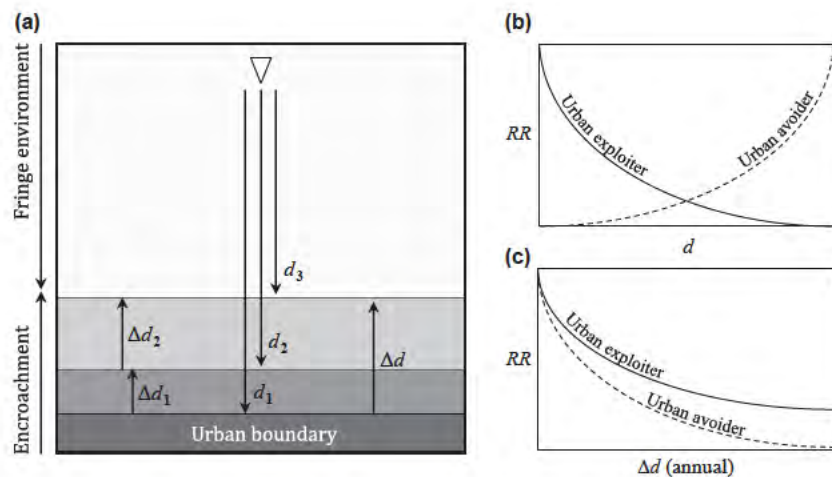 (a)
Fringe environment
Encroachment
d3
Δd2
d2
Δd
Δd1
d1
Urban boundary
(b)
RR
Urban exploiter
Urban avoider
d
(c)
RR
Urban exploiter
Urban avoider
Δd (annual)